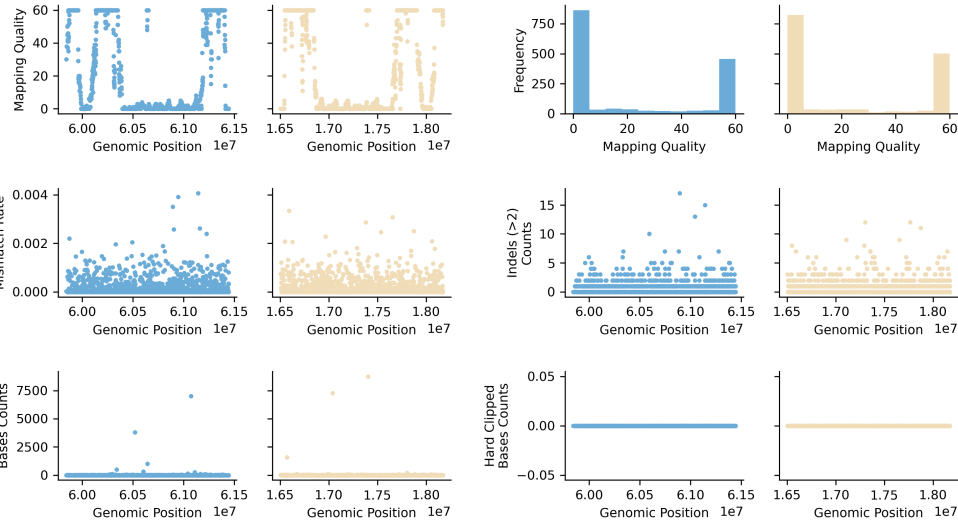 60
40
20
0
Mapping Quality
6.00 6.05 6.10 6.15
Genomic Position 1e7
1.65 1.70 1.75 1.80
Genomic Position 1e7
750
500
250
0
Frequency
0 20 40 60
Mapping Quality
0 20 40 60
Mapping Quality
0.004
0.002
0.000
6.00 6.05 6.10 6.15
Genomic Position 1e7
1.65 1.70 1.75 1.80
Genomic Position 1e7
15
10
5
0
Indels (>2)
Counts
6.00 6.05 6.10 6.15
Genomic Position 1e7
1.65 1.70 1.75 1.80
Genomic Position 1e7
7500
5000
2500
0
Bases Counts
6.00 6.05 6.10 6.15
Genomic Position 1e7
1.65 1.70 1.75 1.80
Genomic Position 1e7
0.05
0.00
−0.05
Hard Clipped
Bases Counts
6.00 6.05 6.10 6.15
Genomic Position 1e7
1.65 1.70 1.75 1.80
Genomic Position 1e7